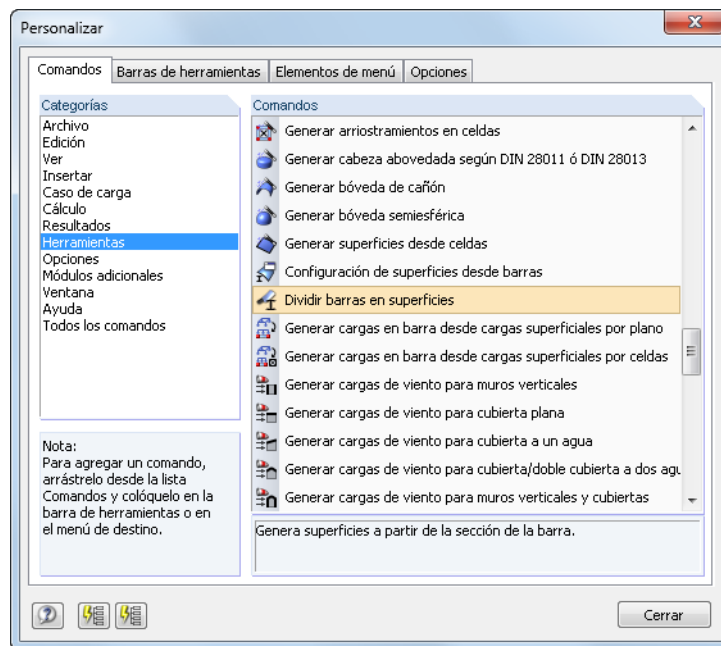 Personalizar
Comandos
Barras de herramientas
Elementos de menú
Opciones
Categorías
Archivo
Edición
Ver
Insertar
Caso de carga
Cálculo
Resultados
Herramientas
Opciones
Módulos adicionales
Ventana
Ayuda
Todos los comandos
Nota:
Para agregar un comando,
arrástrelo desde la lista
Comandos y colóquelo en la
barra de herramientas o en
el menú de destino.
Comandos
Generar arriostramientos en celdas
Generar cabeza abovedada según DIN 28011 ó DIN 28013
Generar bóveda de cañón
Generar bóveda semiesférica
Generar superficies desde celdas
Configuración de superficies desde barras
Dividir barras en superficies
Generar cargas en barra desde cargas superficiales por plano
Generar cargas en barra desde cargas superficiales por celdas
Generar cargas de viento para muros verticales
Generar cargas de viento para cubierta plana
Generar cargas de viento para cubierta a un agua
Generar cargas de viento para cubierta/doble cubierta a dos agu
Generar cargas de viento para muros verticales y cubiertas
Genera superficies a partir de la sección de la barra.
Cerrar